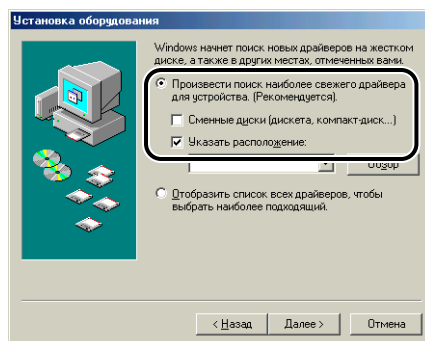 Установка оборудования
Windows начнет поиск новых драйверов на жестком
диске, а также в других местах, отмеченных вами.
Произвести поиск наиболее свежего драйвера
для устройства. (Рекомендуется).
Сменные диски (дискета, компакт-диск...)
Указать расположение:
Обзор
Отобразить список всех драйверов, чтобы
выбрать наиболее подходящий.
< Назад Далее > Отмена